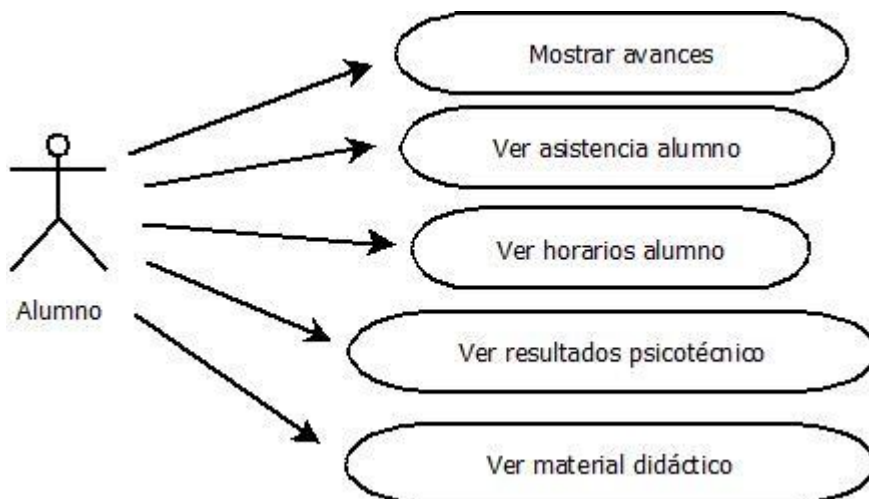 Mostrar avances
Ver asistencia alumno
Ver horarios alumno
Alumno
Ver resultados psicotécnico
Ver material didáctico